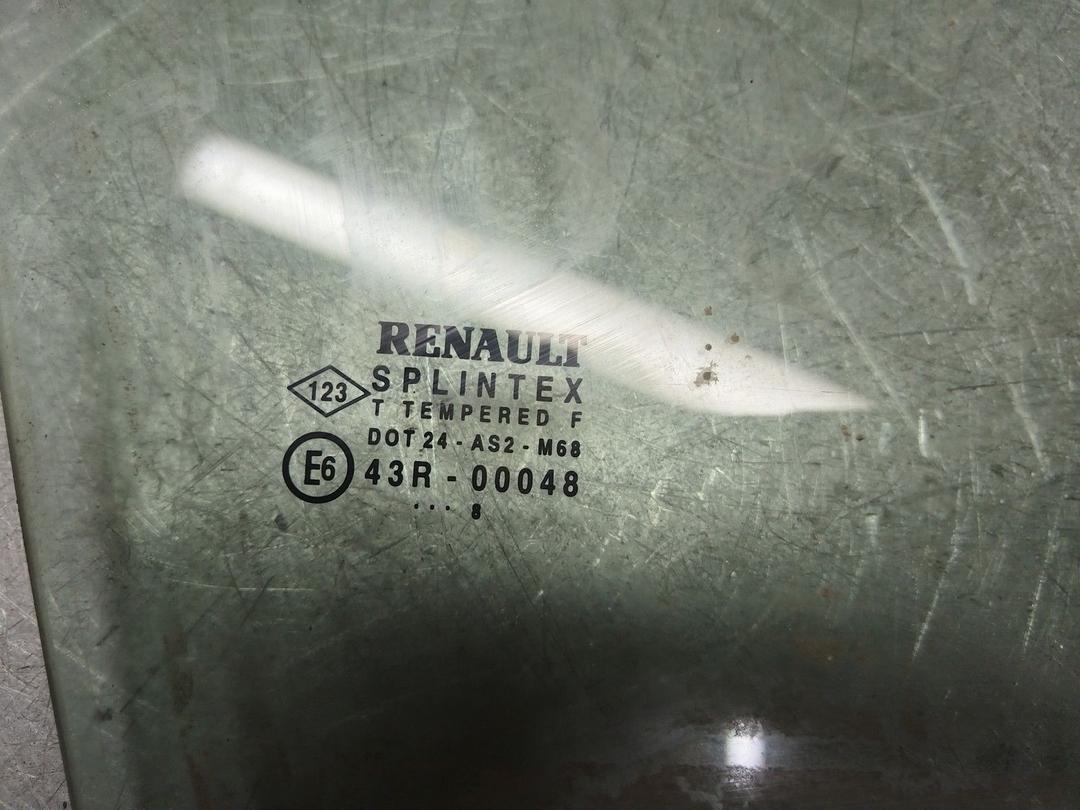 RENAULT
123 SPLINTEX
T TEMPERED F
DOT 24 - AS2 - M68
E6 43R - 00048
... 8